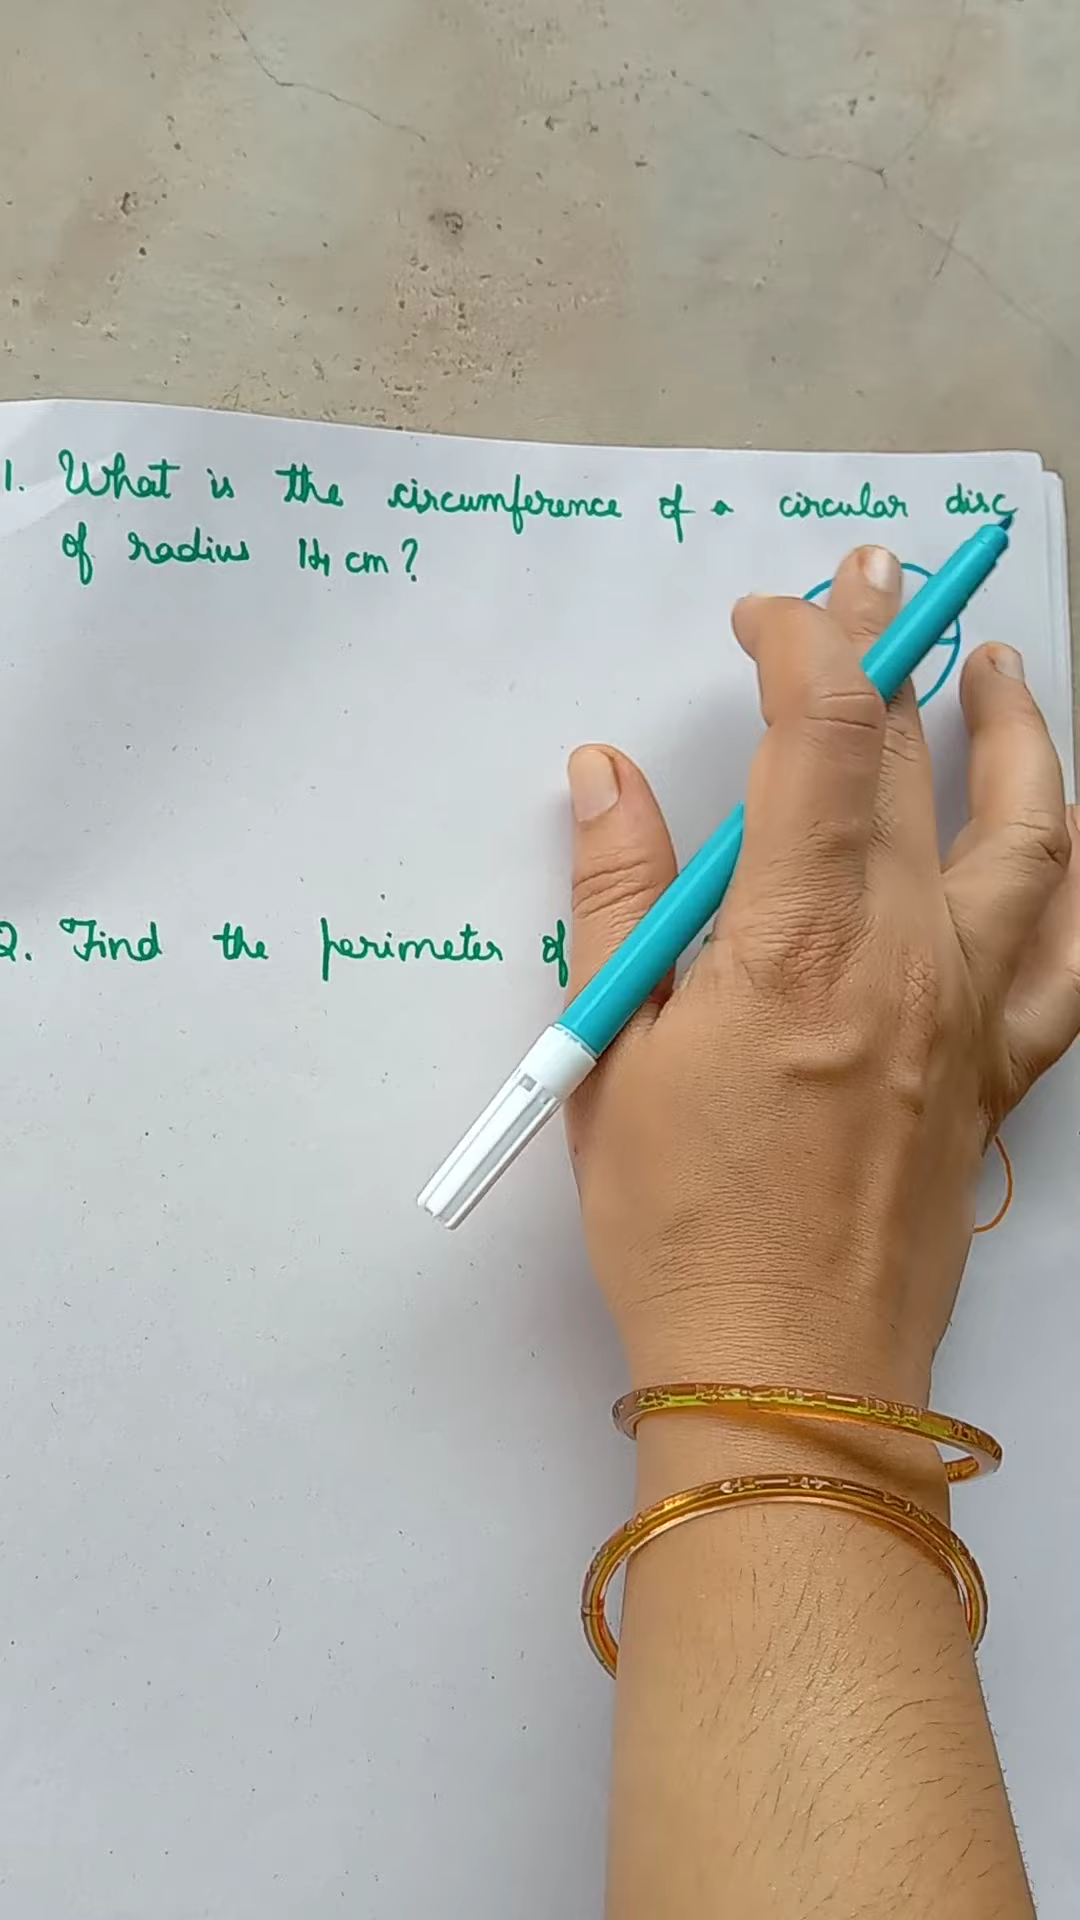 1. What is the circumference of a circular disc
of radius 14 cm?
2. Find the perimeter of